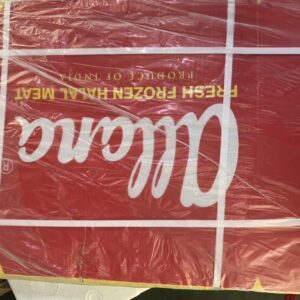 allana
®
FRESH FROZEN HALAL MEAT
PRODUCE OF INDIA